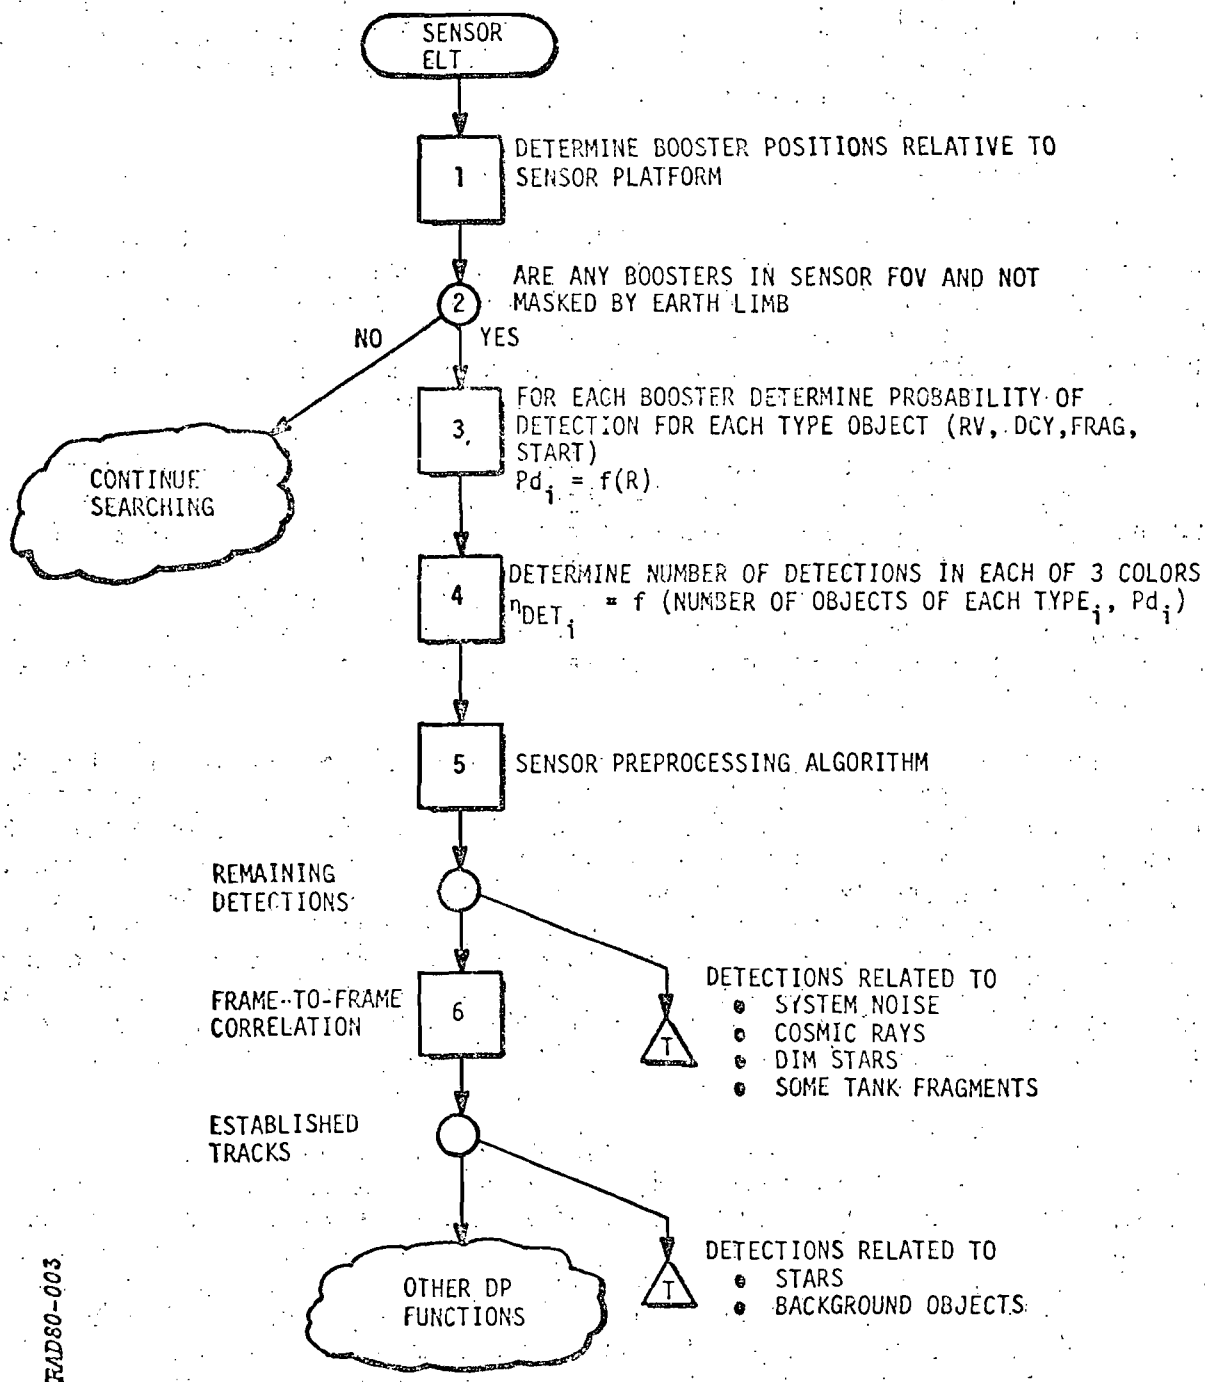 SENSOR
ELT
1
DETERMINE BOOSTER POSITIONS RELATIVE TO
SENSOR PLATFORM
2
ARE ANY BOOSTERS IN SENSOR FOV AND NOT
MASKED BY EARTH LIMB
NO
YES
CONTINUE
SEARCHING
3
FOR EACH BOOSTER DETERMINE PROBABILITY OF
DETECTION FOR EACH TYPE OBJECT (RV, DCY, FRAG,
START)
Pd_i = f(R)
4
DETERMINE NUMBER OF DETECTIONS IN EACH OF 3 COLORS
n_DET_i = f (NUMBER OF OBJECTS OF EACH TYPE_i, Pd_i)
5
SENSOR PREPROCESSING ALGORITHM
REMAINING
DETECTIONS
6
FRAME-TO-FRAME
CORRELATION
T
DETECTIONS RELATED TO
• SYSTEM NOISE
• COSMIC RAYS
• DIM STARS
• SOME TANK FRAGMENTS
ESTABLISHED
TRACKS
OTHER DP
FUNCTIONS
T
DETECTIONS RELATED TO
• STARS
• BACKGROUND OBJECTS
RAD80-003